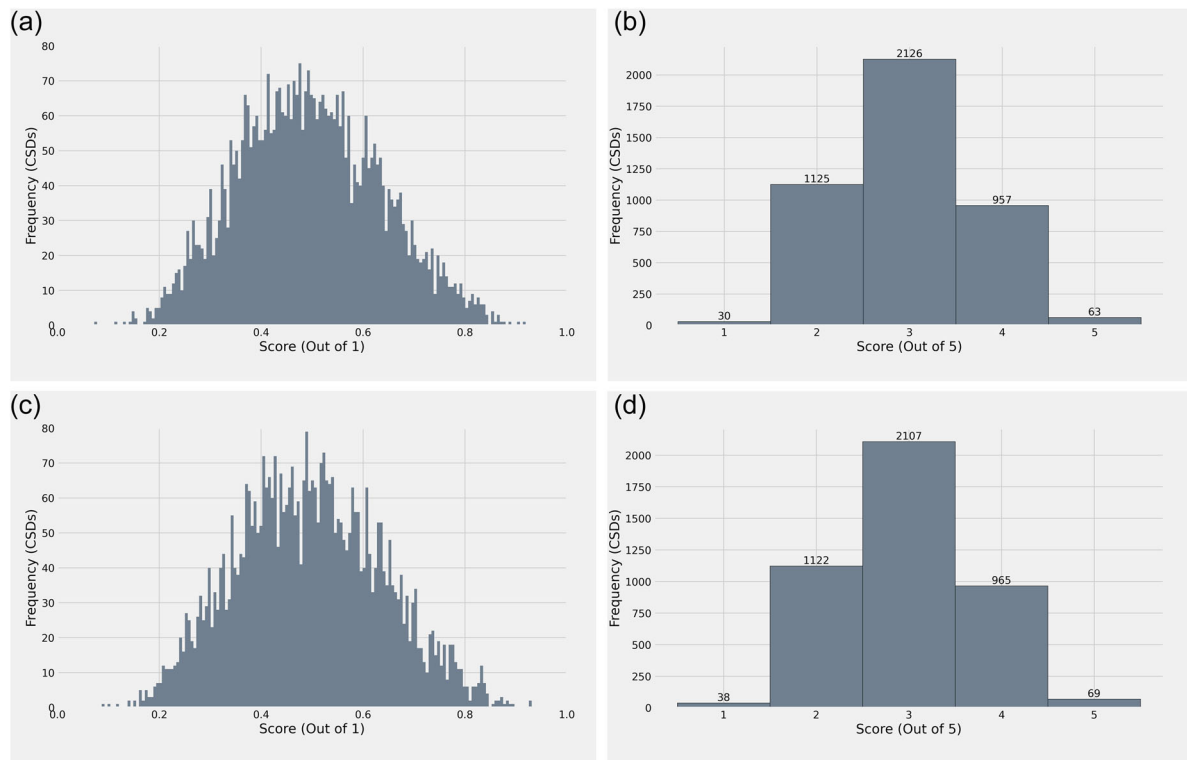 (a)
80
70
60
50
40
30
20
10
0
Frequency (CSDs)
0.0 0.2 0.4 0.6 0.8 1.0
Score (Out of 1)
(b)
2000
1750
1500
1250
1000
750
500
250
0
Frequency (CSDs)
30 1125 2126 957 63
1 2 3 4 5
Score (Out of 5)
(c)
80
70
60
50
40
30
20
10
0
Frequency (CSDs)
0.0 0.2 0.4 0.6 0.8 1.0
Score (Out of 1)
(d)
2000
1750
1500
1250
1000
750
500
250
0
Frequency (CSDs)
38 1122 2107 965 69
1 2 3 4 5
Score (Out of 5)